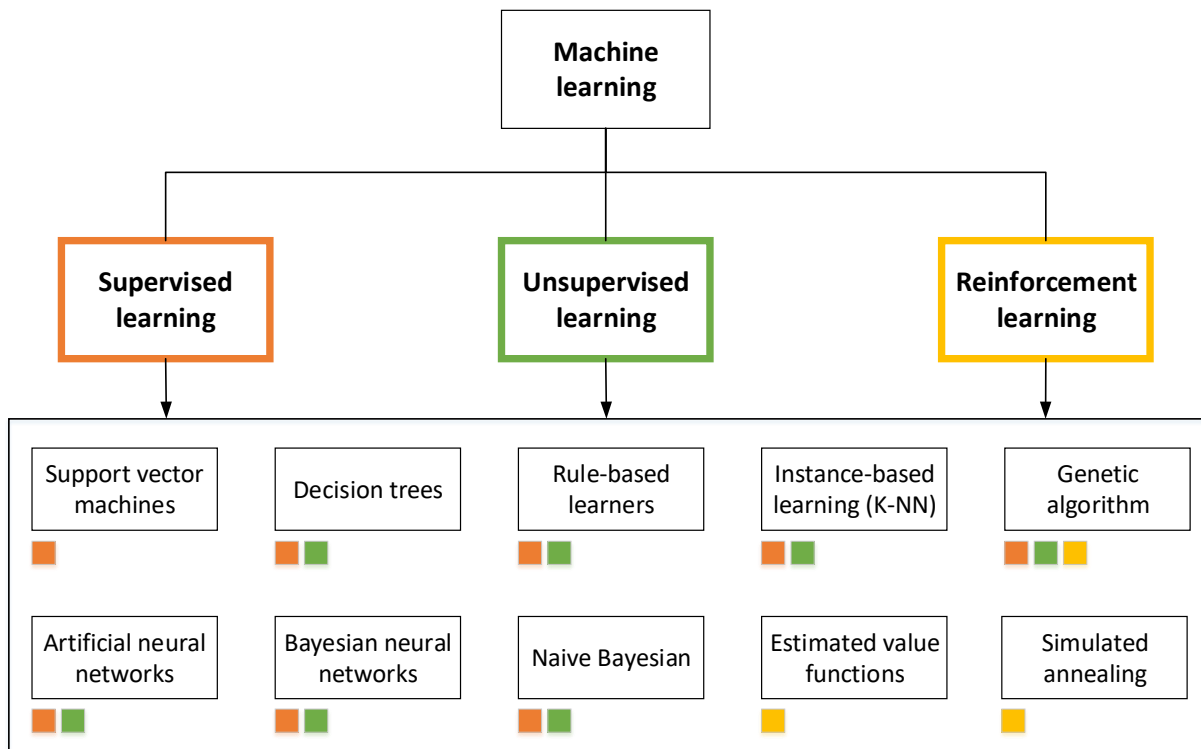 Machine
learning
Supervised
learning
Unsupervised
learning
Reinforcement
learning
Support vector
machines
Decision trees
Rule-based
learners
Instance-based
learning (K-NN)
Genetic
algorithm
Artificial neural
networks
Bayesian neural
networks
Naive Bayesian
Estimated value
functions
Simulated
annealing